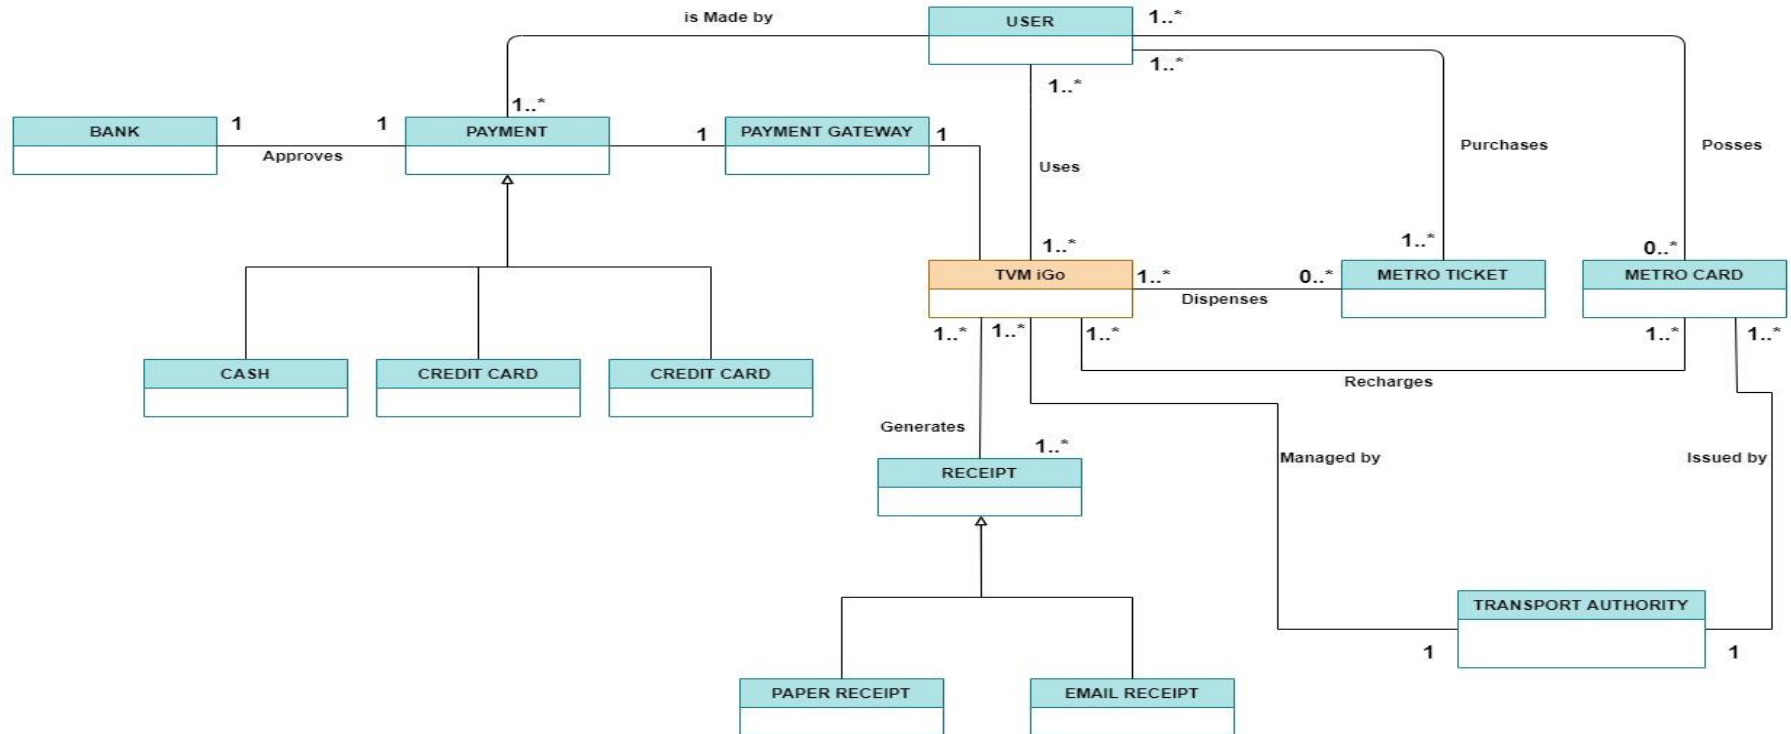 is Made by
USER
1..*
1..*
1..*
1..*
BANK
1
1
PAYMENT
1
PAYMENT GATEWAY
1
Approves
Uses
Purchases
Posses
1..*
1..*
0..*
TVM iGo
1..*
0..*
METRO TICKET
METRO CARD
Dispenses
1..*
1..*
1..*
1..*
1..*
CASH
CREDIT CARD
CREDIT CARD
Recharges
Generates
1..*
Managed by
Issued by
RECEIPT
TRANSPORT AUTHORITY
1
1
PAPER RECEIPT
EMAIL RECEIPT